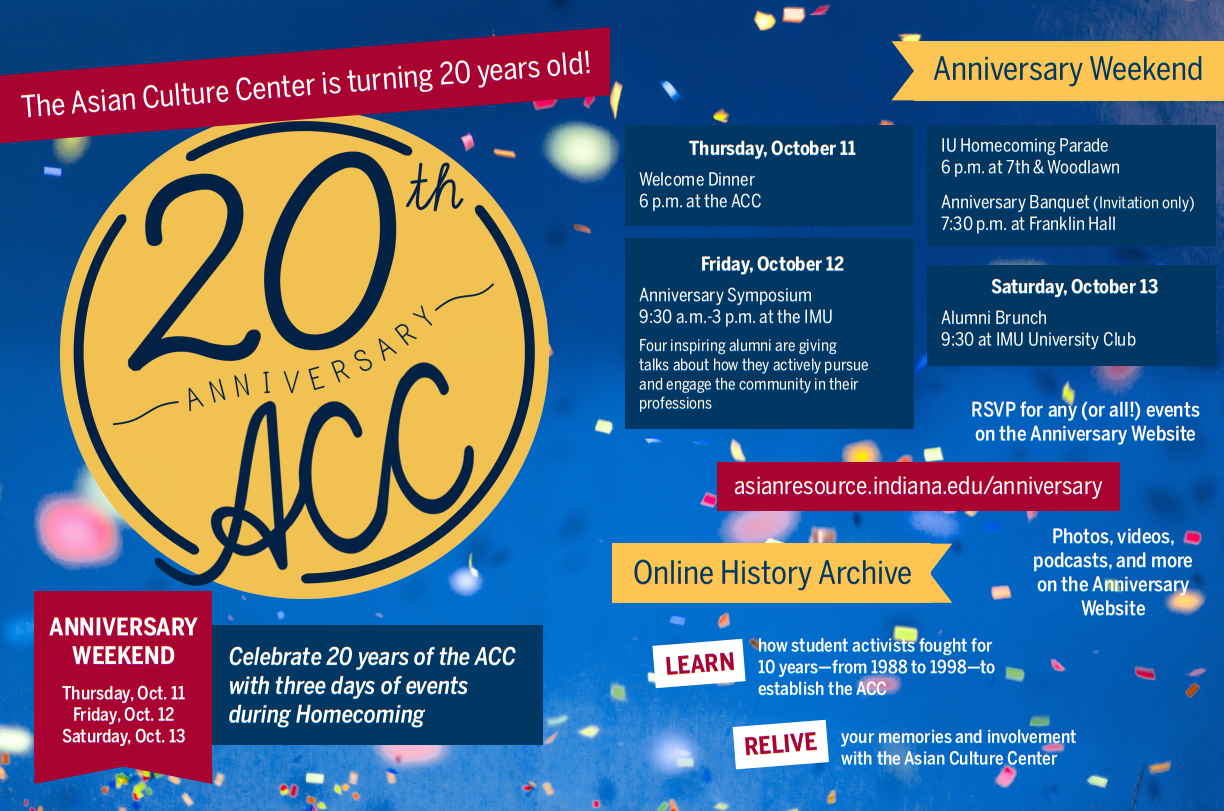 The Asian Culture Center is turning 20 years old!
20th
ANNIVERSARY
ACC
ANNIVERSARY
WEEKEND
Thursday, Oct. 11
Friday, Oct. 12
Saturday, Oct. 13
Celebrate 20 years of the ACC
with three days of events
during Homecoming
Anniversary Weekend
Thursday, October 11
Welcome Dinner
6 p.m. at the ACC
Friday, October 12
Anniversary Symposium
9:30 a.m.-3 p.m. at the IMU
Four inspiring alumni are giving
talks about how they actively pursue
and engage the community in their
professions
IU Homecoming Parade
6 p.m. at 7th & Woodlawn
Anniversary Banquet (Invitation only)
7:30 p.m. at Franklin Hall
Saturday, October 13
Alumni Brunch
9:30 at IMU University Club
RSVP for any (or all!) events
on the Anniversary Website
asianresource.indiana.edu/anniversary
Online History Archive
Photos, videos,
podcasts, and more
on the Anniversary
Website
LEARN
how student activists fought for
10 years—from 1988 to 1998—to
establish the ACC
RELIVE
your memories and involvement
with the Asian Culture Center